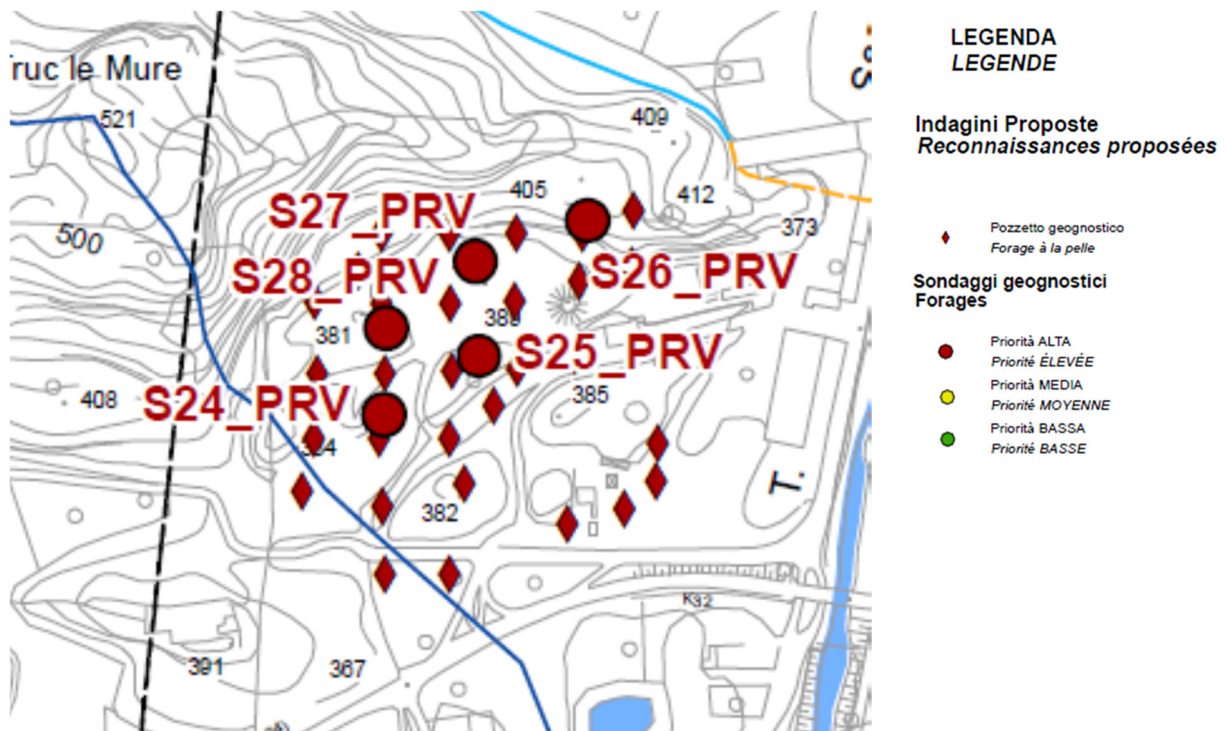 ruc le Mure
521
500
408
409
405
412
373
S27_PRV
S28_PRV
S26_PRV
381
S25_PRV
S24_PRV
385
382
T.
391
367
LEGENDA
LEGENDE
Indagini Proposte
Reconnaissances proposées
Pozzetto geognostico
Forage à la pelle
Sondaggi geognostici
Forages
Priorità ALTA
Priorité ÉLEVÉE
Priorità MEDIA
Priorité MOYENNE
Priorità BASSA
Priorité BASSE